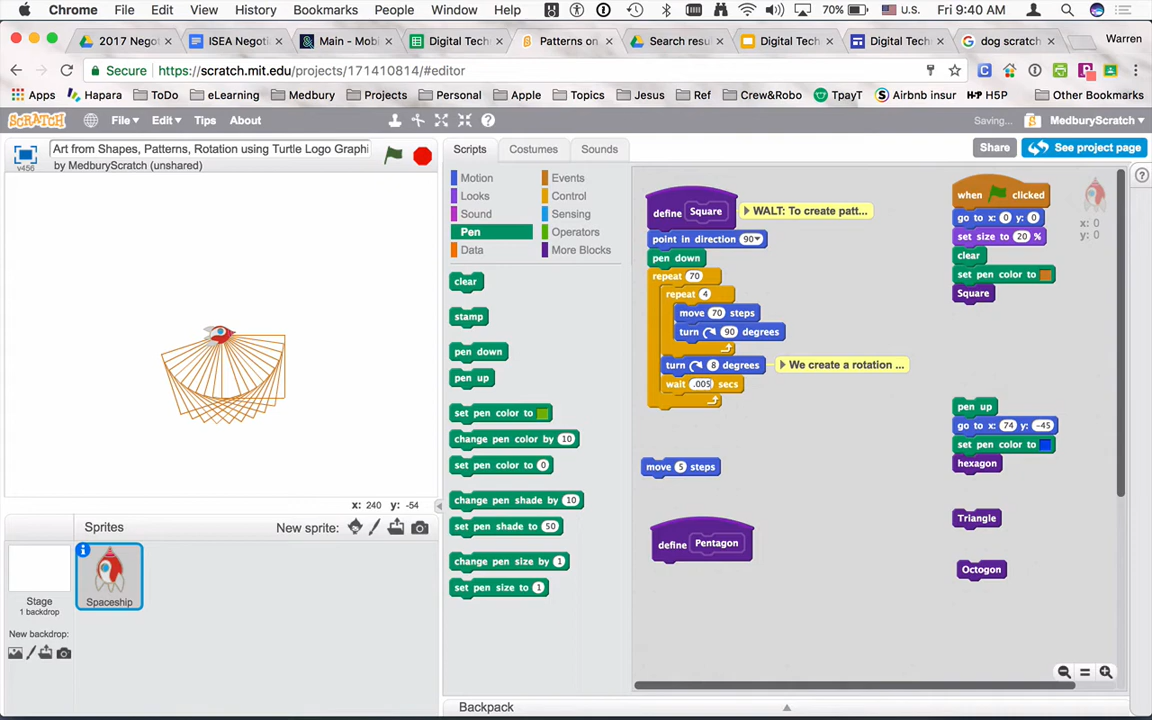 Chrome File Edit View History Bookmarks People Window Help 70% U.S. Fri 9:40 AM
2017 Negot ISEA Negoti Main - Mobi Digital Tech Patterns on Search resu Digital Tech Digital Tech dog scratch Warren
Secure https://scratch.mit.edu/projects/171410814/#editor
Apps Hapara ToDo eLearning Medbury Projects Personal Apple Topics Jesus Ref Crew&Robo TpayT Airbnb insur H5P Other Bookmarks
SCRATCH File Edit Tips About Saving... MedburyScratch
Art from Shapes, Patterns, Rotation using Turtle Logo Graphi
by MedburyScratch (unshared)
v456
Scripts Costumes Sounds
Share See project page
Motion Events
Looks Control
Sound Sensing
Pen Operators
Data More Blocks
clear
stamp
pen down
pen up
set pen color to
change pen color by 10
set pen color to 0
change pen shade by 10
set pen shade to 50
change pen size by 1
set pen size to 1
define Square
WALT: To create patt...
point in direction 90
pen down
repeat 70
repeat 4
move 70 steps
turn 90 degrees
turn 8 degrees
We create a rotation ...
wait .005 secs
move 5 steps
define Pentagon
when clicked
go to x: 0 y: 0
set size to 20 %
clear
set pen color to
Square
pen up
go to x: 74 y: -45
set pen color to
hexagon
Triangle
Octogon
x: 0
y: 0
x: 240 y: -54
Sprites New sprite:
Stage
1 backdrop
New backdrop:
Spaceship
Backpack